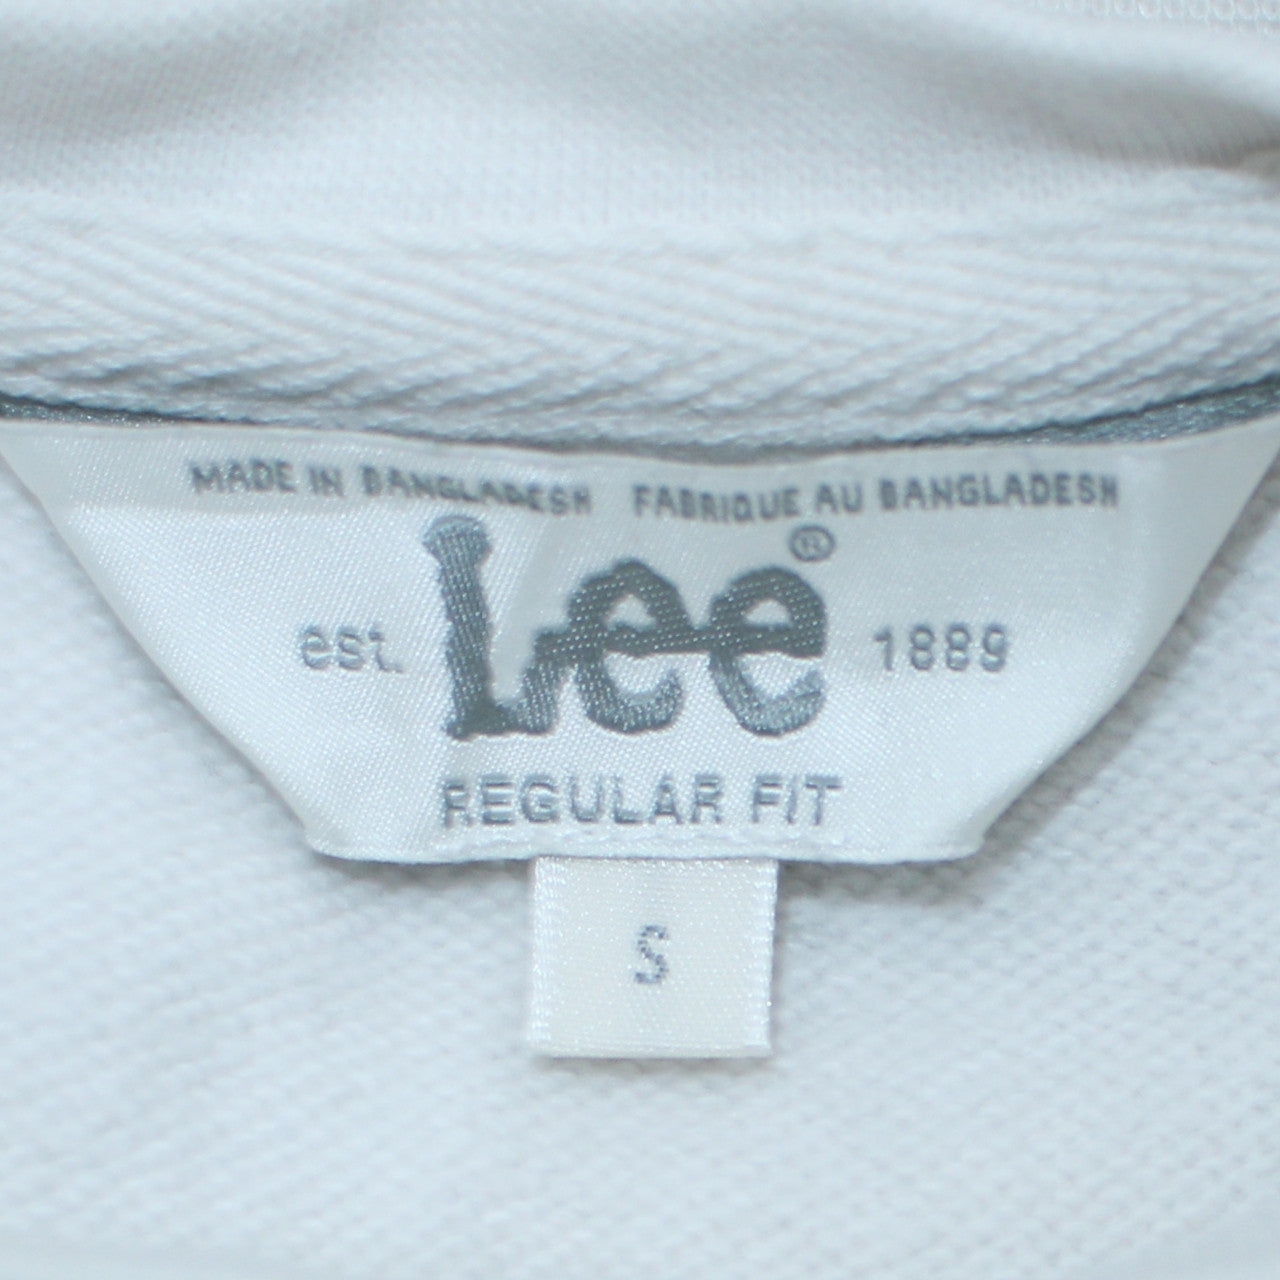 MADE IN BANGLADESH FABRIQUE AU BANGLADESH
Lee®
est. 1889
REGULAR FIT
S